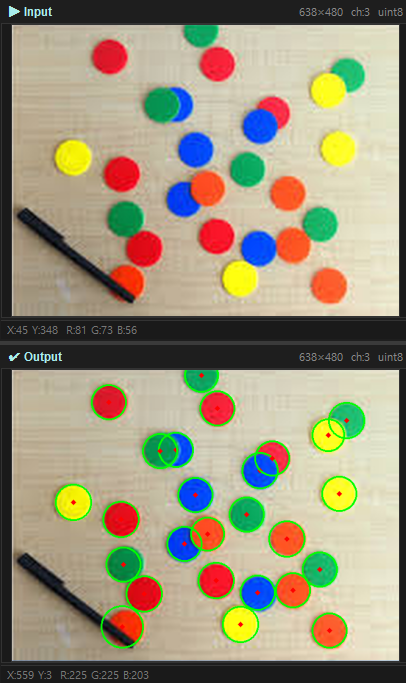 ▶ Input 638×480 ch:3 uint8
X:45 Y:348 R:81 G:73 B:56
✔ Output 638×480 ch:3 uint8
X:559 Y:3 R:225 G:225 B:203